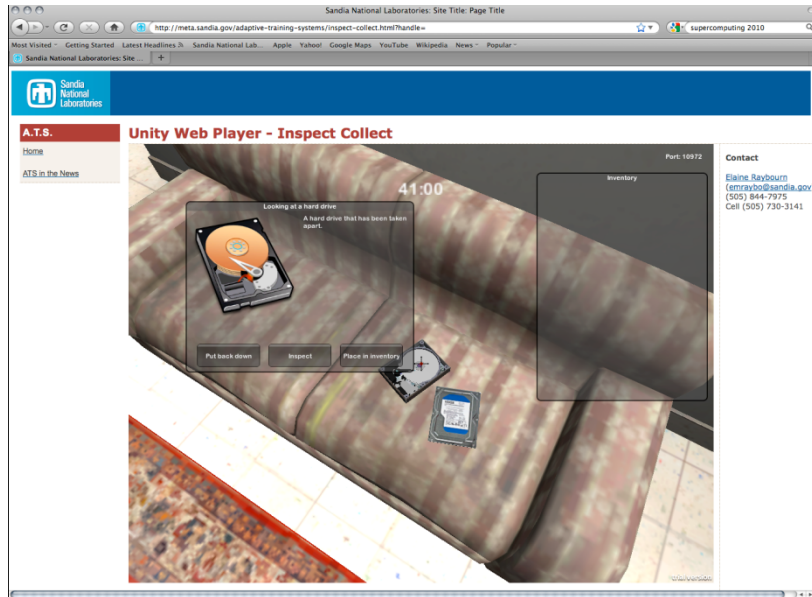 Sandia National Laboratories: Site Title: Page Title
http://meta.sandia.gov/adaptive-training-systems/inspect-collect.html?handle=
supercomputing 2010
Most Visited Getting Started Latest Headlines Sandia National Lab... Apple Yahoo! Google Maps YouTube Wikipedia News Popular
Sandia National Laboratories: Site ...
Sandia
National
Laboratories
A.T.S.
Home
ATS in the News
Unity Web Player - Inspect Collect
Port: 10972
41:00
Inventory
Looking at a hard drive
A hard drive that has been taken
apart.
Put back down Inspect Place in inventory
Contact
Elaine Raybourn
(emraybo@sandia.gov
(505) 844-7975
Cell (505) 730-3141
trial version